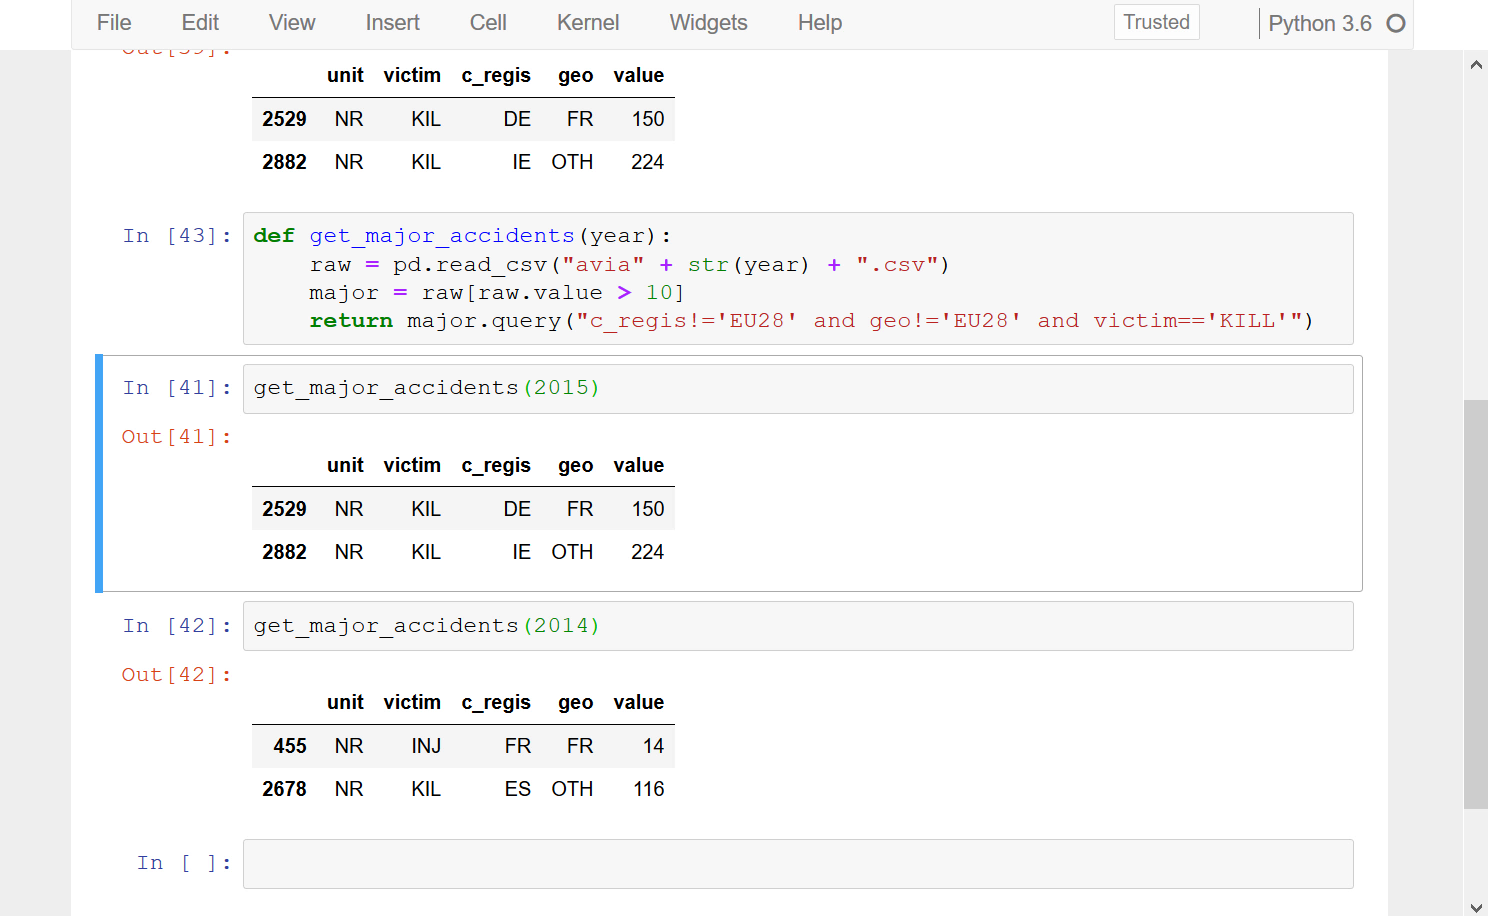 File Edit View Insert Cell Kernel Widgets Help Trusted Python 3.6
Out[39]:
unit victim c_regis geo value
2529 NR KIL DE FR 150
2882 NR KIL IE OTH 224
In [43]: def get_major_accidents(year):
raw = pd.read_csv("avia" + str(year) + ".csv")
major = raw[raw.value > 10]
return major.query("c_regis!='EU28' and geo!='EU28' and victim=='KILL'")
In [41]: get_major_accidents(2015)
Out[41]:
unit victim c_regis geo value
2529 NR KIL DE FR 150
2882 NR KIL IE OTH 224
In [42]: get_major_accidents(2014)
Out[42]:
unit victim c_regis geo value
455 NR INJ FR FR 14
2678 NR KIL ES OTH 116
In [ ]: